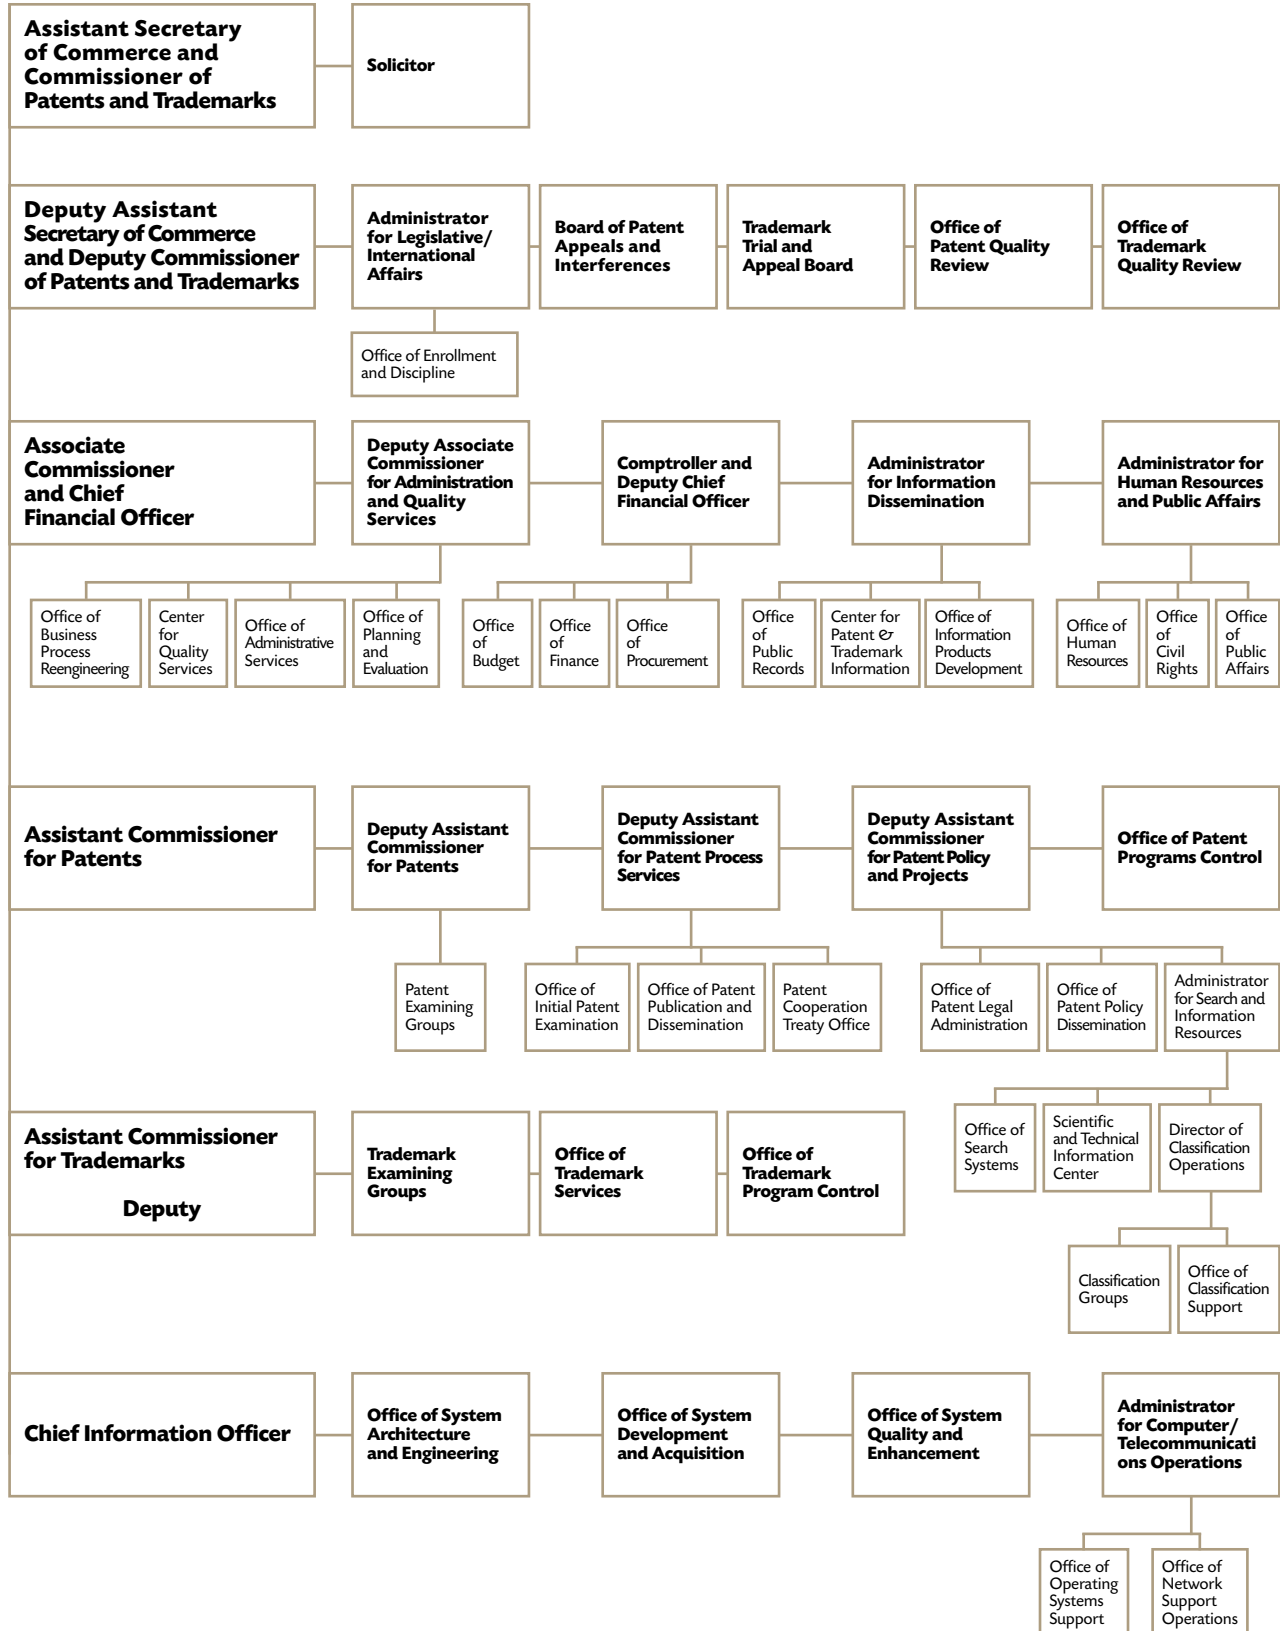 Assistant Secretary
of Commerce and
Commissioner of
Patents and Trademarks
Solicitor
Deputy Assistant
Secretary of Commerce
and Deputy Commissioner
of Patents and Trademarks
Administrator
for Legislative/
International
Affairs
Board of Patent
Appeals and
Interferences
Trademark
Trial and
Appeal Board
Office of
Patent Quality
Review
Office of
Trademark
Quality Review
Office of Enrollment
and Discipline
Associate
Commissioner
and Chief
Financial Officer
Deputy Associate
Commissioner
for Administration
and Quality
Services
Comptroller and
Deputy Chief
Financial Officer
Administrator
for Information
Dissemination
Administrator for
Human Resources
and Public Affairs
Office of
Business
Process
Reengineering
Center
for
Quality
Services
Office of
Administrative
Services
Office of
Planning
and
Evaluation
Office
of
Budget
Office
of
Finance
Office
of
Procurement
Office
of
Public
Records
Center for
Patent &
Trademark
Information
Office of
Information
Products
Development
Office of
Human
Resources
Office
of
Civil
Rights
Office
of
Public
Affairs
Assistant Commissioner
for Patents
Deputy Assistant
Commissioner
for Patents
Deputy Assistant
Commissioner
for Patent Process
Services
Deputy Assistant
Commissioner
for Patent Policy
and Projects
Office of Patent
Programs Control
Patent
Examining
Groups
Office of
Initial Patent
Examination
Office of Patent
Publication and
Dissemination
Patent
Cooperation
Treaty Office
Office of
Patent Legal
Administration
Office of
Patent Policy
Dissemination
Administrator
for Search and
Information
Resources
Assistant Commissioner
for Trademarks
Deputy
Trademark
Examining
Groups
Office of
Trademark
Services
Office of
Trademark
Program Control
Office of
Search
Systems
Scientific
and Technical
Information
Center
Director of
Classification
Operations
Classification
Groups
Office of
Classification
Support
Chief Information Officer
Office of System
Architecture
and Engineering
Office of System
Development
and Acquisition
Office of System
Quality and
Enhancement
Administrator
for Computer/
Telecommunicati
ons Operations
Office of
Operating
Systems
Support
Office of
Network
Support
Operations